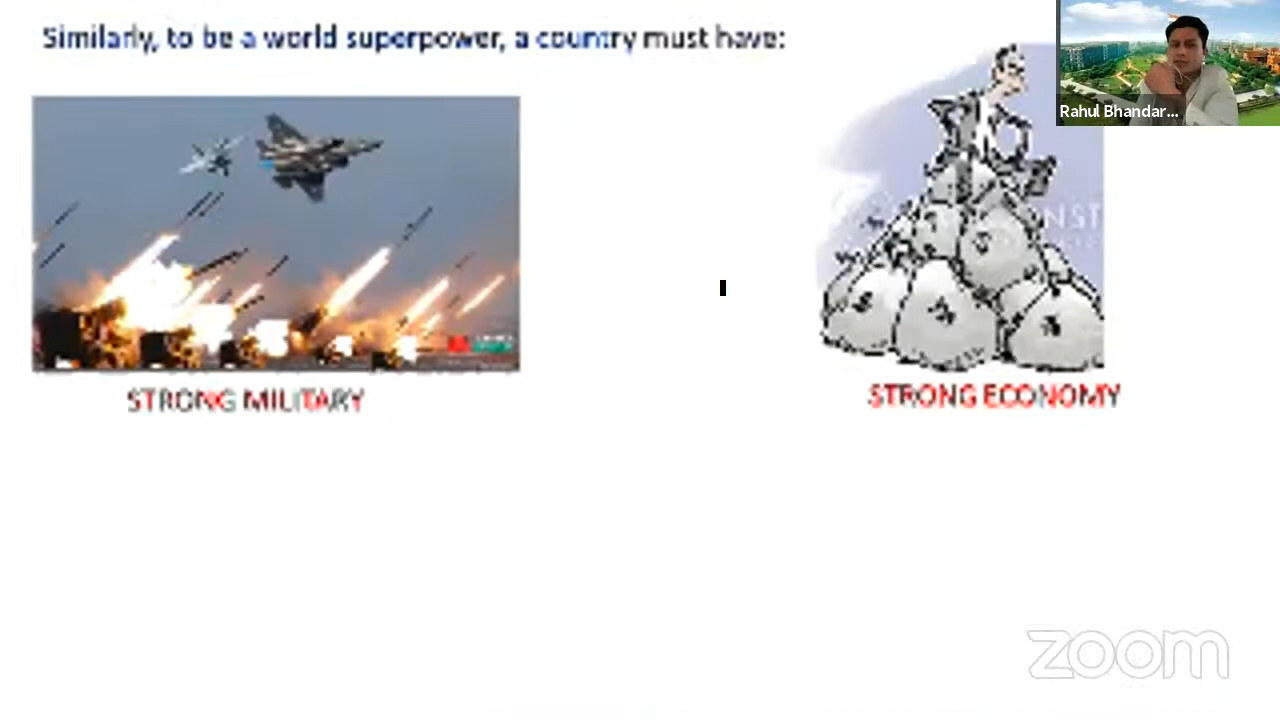 Similarly, to be a world superpower, a country must have:
Rahul Bhandar...
STRONG MILITARY
STRONG ECONOMY
zoom